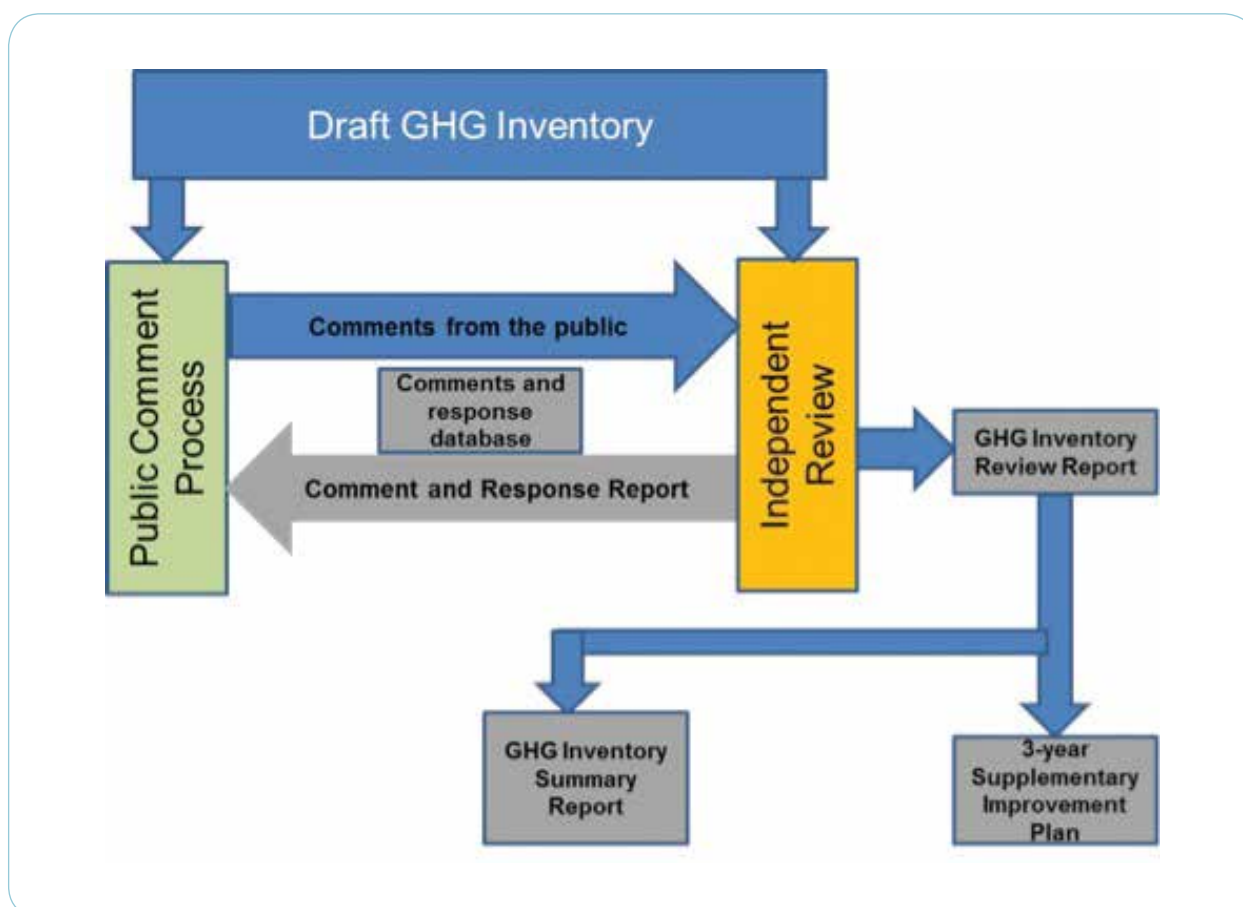 Draft GHG Inventory
Public Comment
Process
Comments from the public
Comments and
response
database
Comment and Response Report
Independent
Review
GHG Inventory
Review Report
GHG Inventory
Summary
Report
3-year
Supplementary
Improvement
Plan